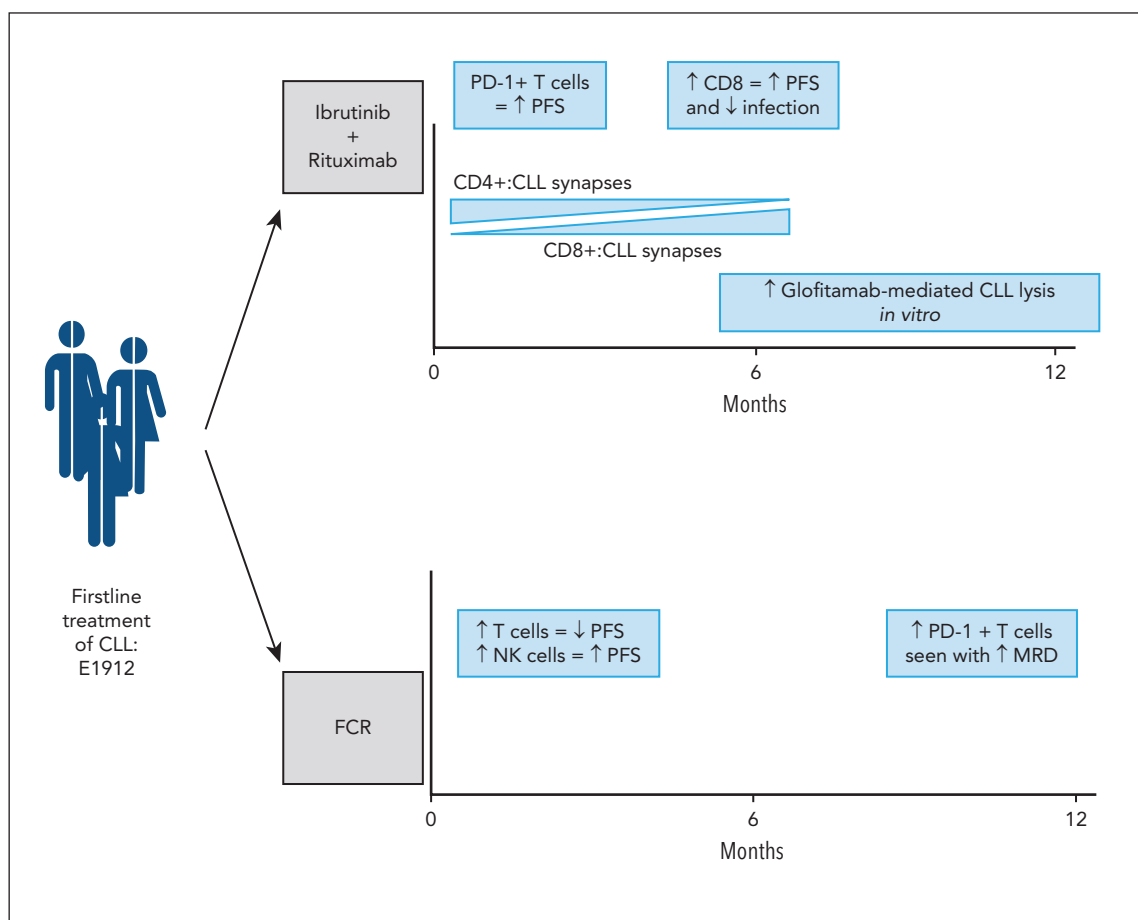 Ibrutinib
+
Rituximab
PD-1+ T cells
= ↑ PFS
↑ CD8 = ↑ PFS
and ↓ infection
CD4+:CLL synapses
CD8+:CLL synapses
↑ Glofitamab-mediated CLL lysis
in vitro
0
6
12
Months
Firstline
treatment
of CLL:
E1912
FCR
↑ T cells = ↓ PFS
↑ NK cells = ↑ PFS
↑ PD-1 + T cells
seen with ↑ MRD
0
6
12
Months